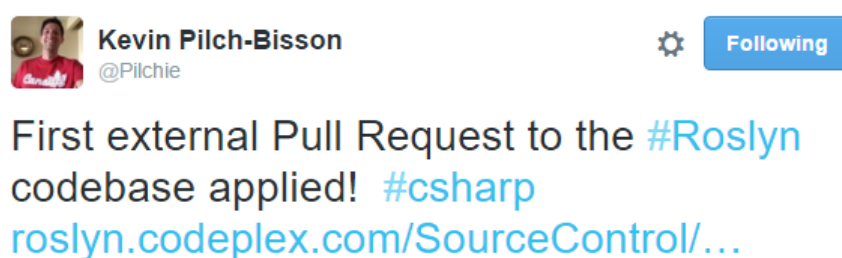 Kevin Pilch-Bisson
@Pilchie
Following
First external Pull Request to the #Roslyn
codebase applied! #csharp
roslyn.codeplex.com/SourceControl/…